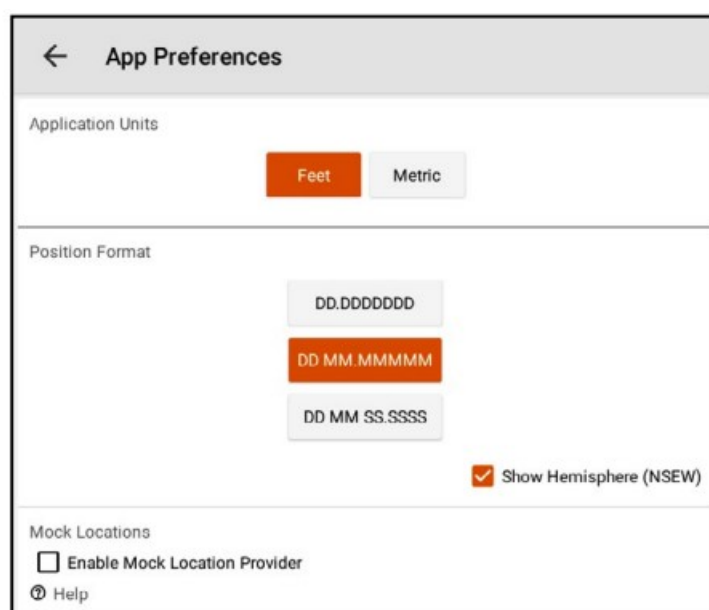 App Preferences
Application Units
Feet Metric
Position Format
DD.DDDDDDD
DD MM.MMMMM
DD MM SS.SSSS
Show Hemisphere (NSEW)
Mock Locations
Enable Mock Location Provider
Help